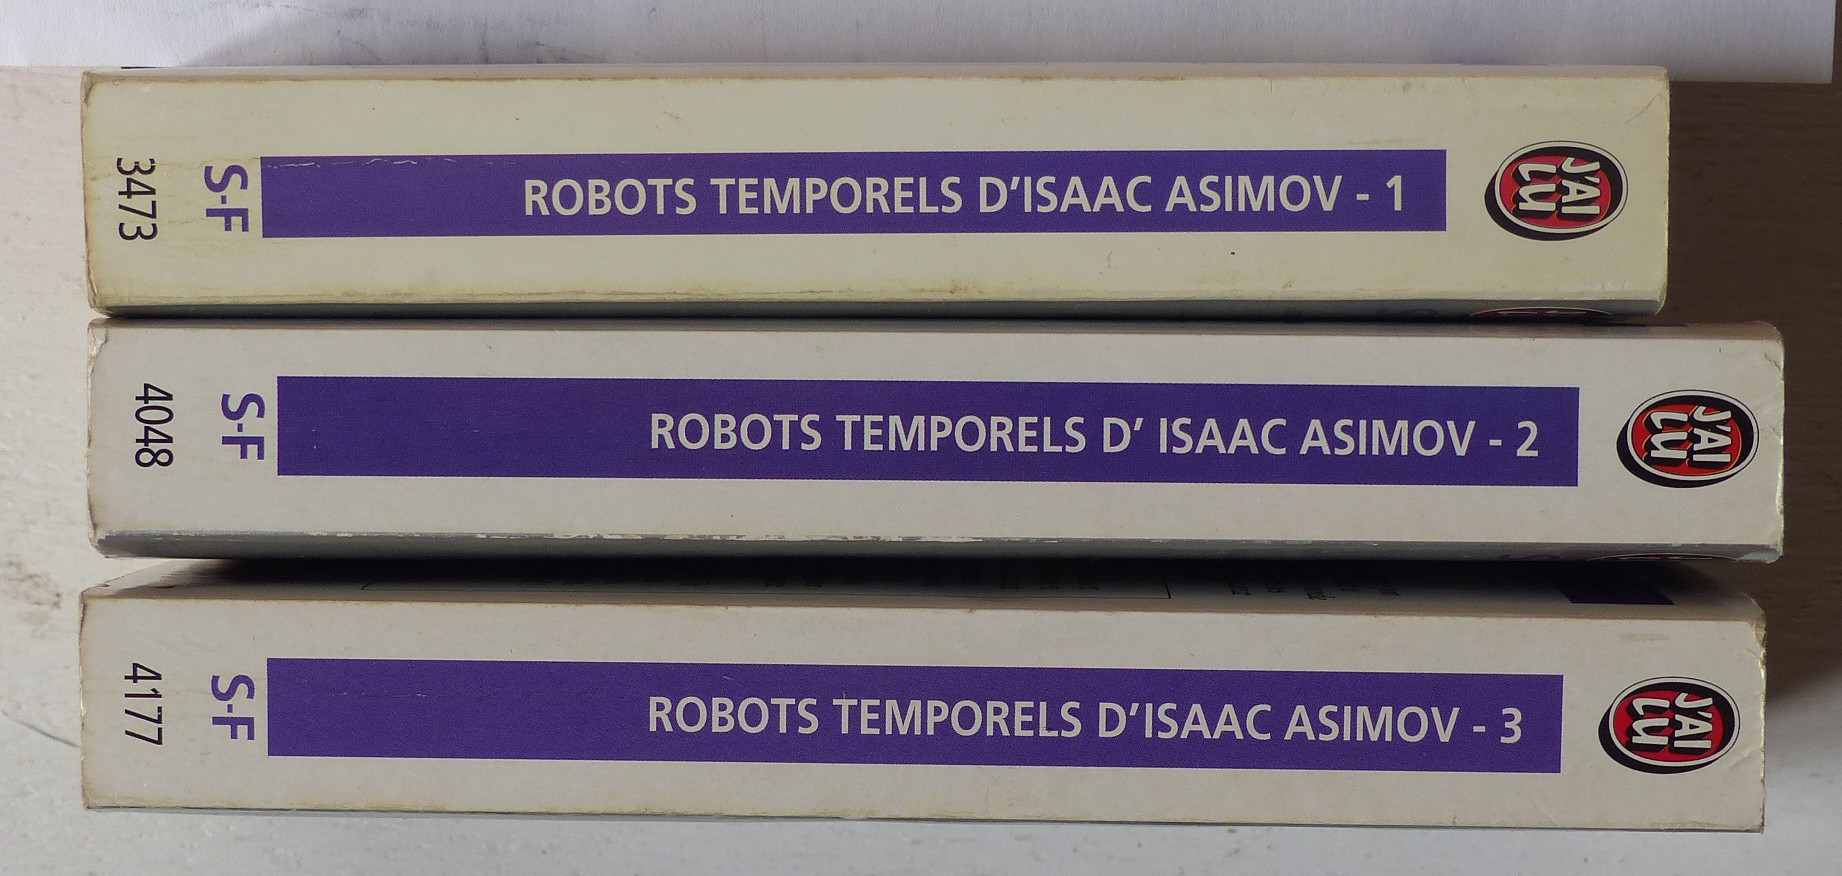 3473
S-F
ROBOTS TEMPORELS D'ISAAC ASIMOV - 1
J'AI
LU
4048
S-F
ROBOTS TEMPORELS D' ISAAC ASIMOV - 2
J'AI
LU
4177
S-F
ROBOTS TEMPORELS D'ISAAC ASIMOV - 3
J'AI
LU